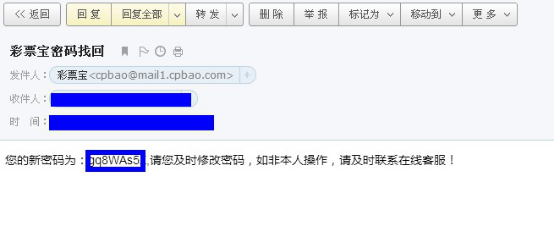 << 返回 回 复 回复全部 转 发 删 除 举 报 标记为 移动到 更 多
彩票宝密码找回
发件人：彩票宝<cpbao@mail1.cpbao.com>
收件人：
时 间：
您的新密码为：gq8WAs5,请您及时修改密码，如非本人操作，请及时联系在线客服！